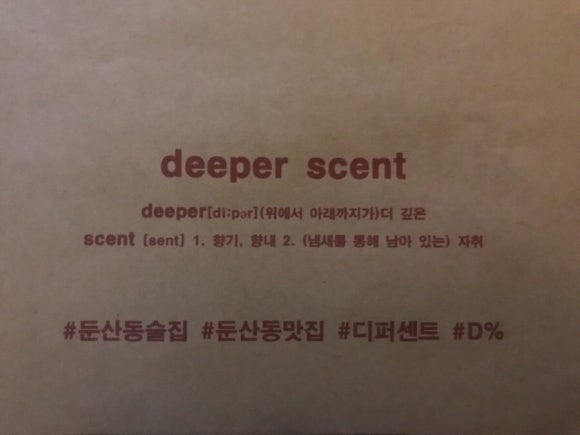 deeper scent
deeper[di:pər](위에서 아래까지가)더 깊은
scent [sent] 1. 향기, 향내 2. (냄새를 통해 남아 있는) 자취
#둔산동술집 #둔산동맛집 #디퍼센트 #D%